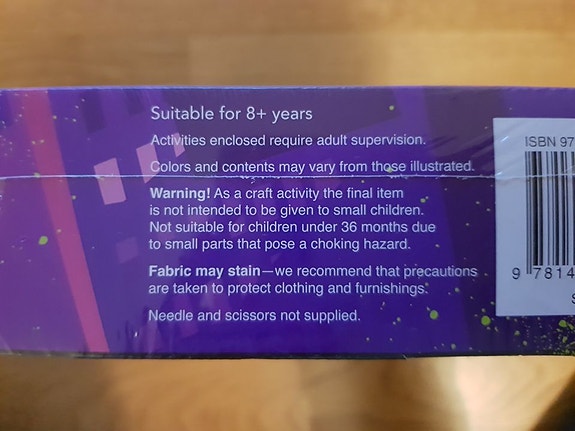 Suitable for 8+ years
Activities enclosed require adult supervision.
Colors and contents may vary from those illustrated.
Warning! As a craft activity the final item
is not intended to be given to small children.
Not suitable for children under 36 months due
to small parts that pose a choking hazard.
Fabric may stain—we recommend that precautions
are taken to protect clothing and furnishings.
Needle and scissors not supplied.
ISBN 97
9 7814